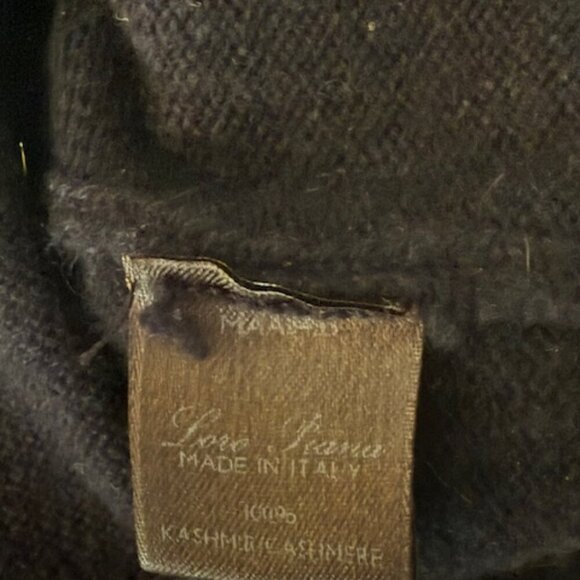 Loro Piana
MADE IN ITALY
100%
KASHMIR/CASHMERE